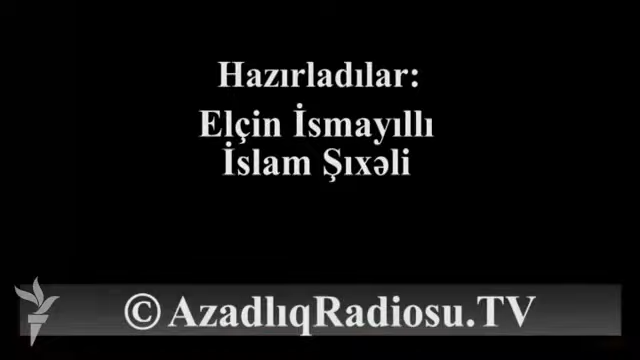 Hazırladılar:
Elçin İsmayıllı
İslam Şıxəli
© AzadlıqRadiosu.TV